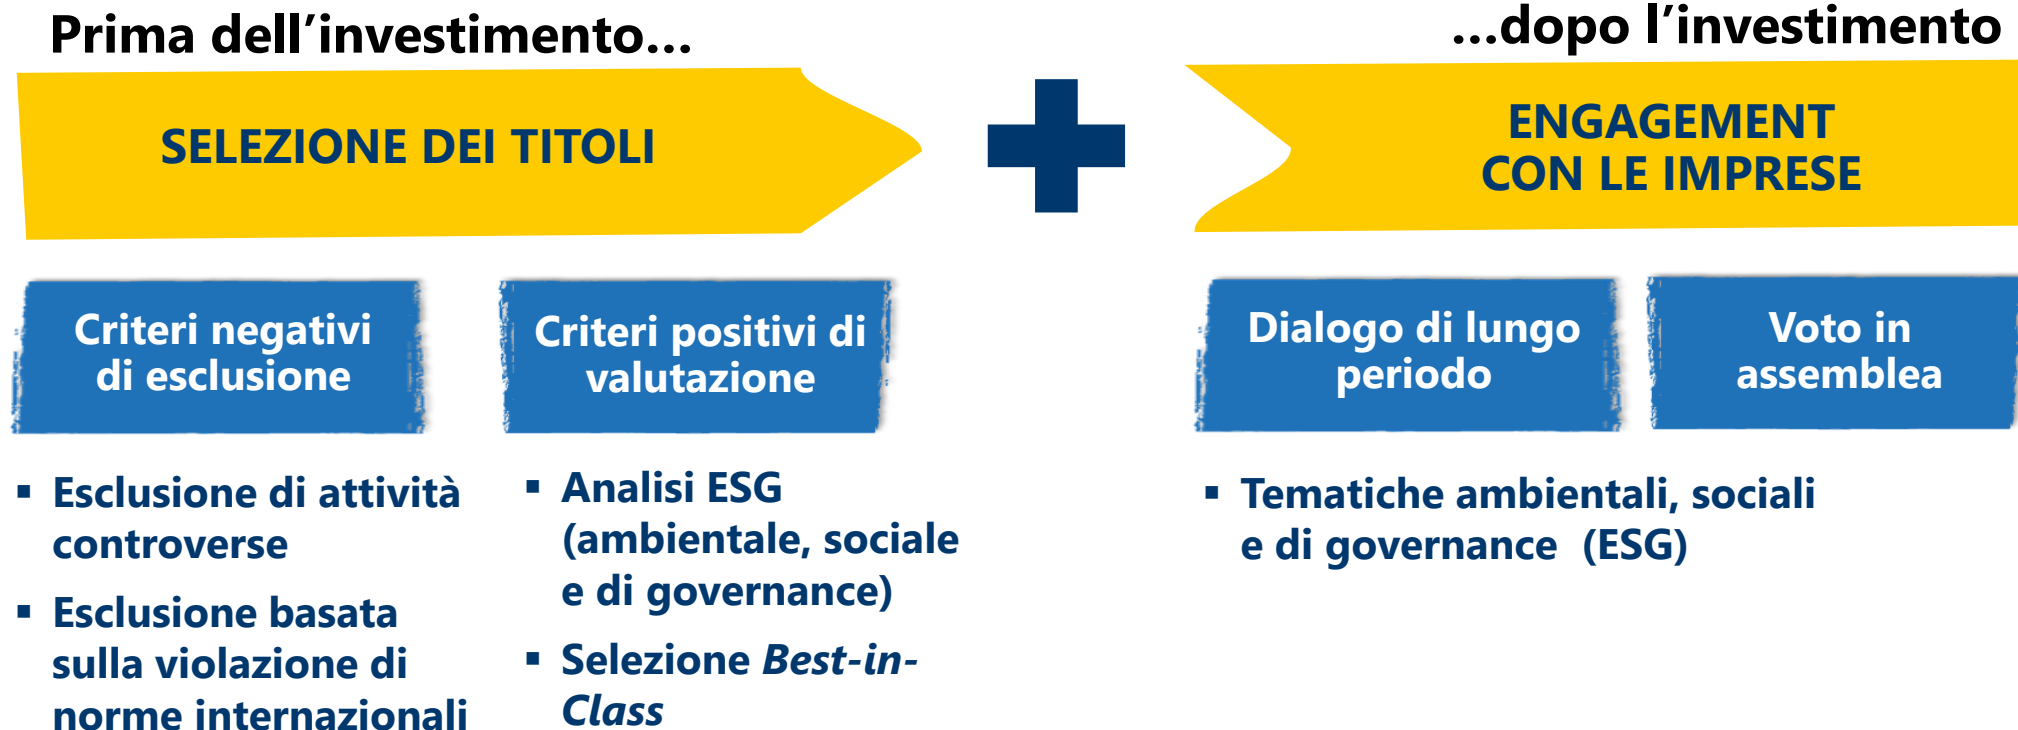 Prima dell’investimento…
…dopo l’investimento
SELEZIONE DEI TITOLI
ENGAGEMENT
CON LE IMPRESE
Criteri negativi
di esclusione
Criteri positivi di
valutazione
Dialogo di lungo
periodo
Voto in
assemblea
▪ Esclusione di attività
controverse
▪ Esclusione basata
sulla violazione di
norme internazionali
▪ Analisi ESG
(ambientale, sociale
e di governance)
▪ Selezione Best-in-
Class
▪ Tematiche ambientali, sociali
e di governance (ESG)